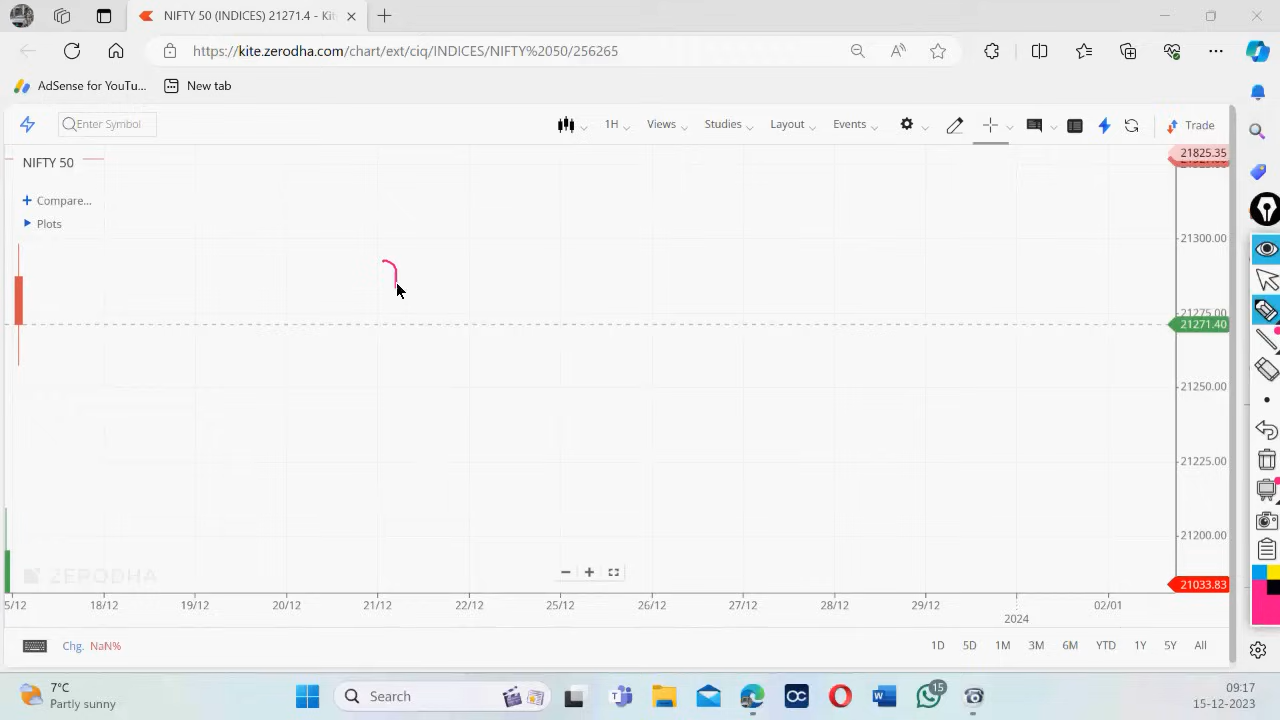 NIFTY 50 (INDICES) 21271.4 - Kit
https://kite.zerodha.com/chart/ext/ciq/INDICES/NIFTY%2050/256265
AdSense for YouTu... New tab
Enter Symbol 1H Views Studies Layout Events Trade
NIFTY 50
Compare...
Plots
21825.35
21300.00
21275.00
21271.40
21250.00
21225.00
21200.00
21033.83
ZERODHA
5/12 18/12 19/12 20/12 21/12 22/12 25/12 26/12 27/12 28/12 29/12 02/01
2024
Chg. NaN% 1D 5D 1M 3M 6M YTD 1Y 5Y All
7°C
Partly sunny
Search
15
09:17
15-12-2023